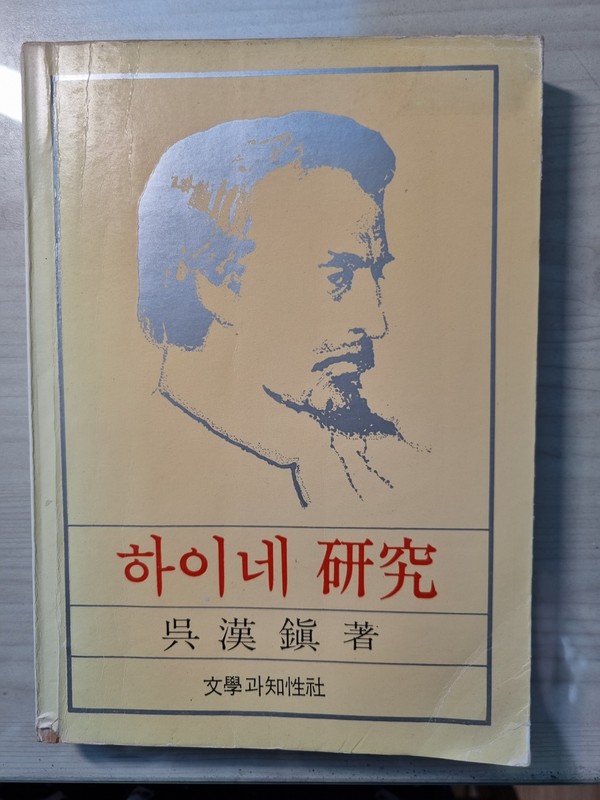 하이네 研究
吳漢鎭 著
文學과知性社